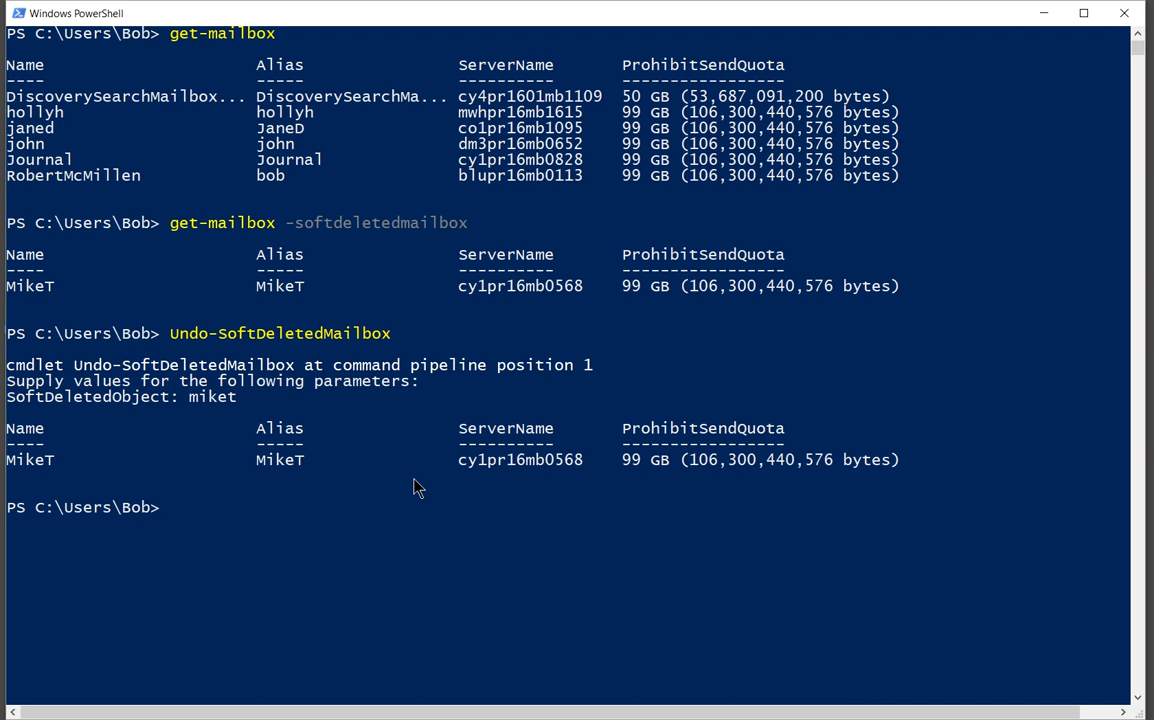 Windows PowerShell
PS C:\Users\Bob> get-mailbox
Name Alias ServerName ProhibitSendQuota
---- ----- ---------- -----------------
DiscoverySearchMailbox... DiscoverySearchMa... cy4pr1601mb1109 50 GB (53,687,091,200 bytes)
hollyh hollyh mwhpr16mb1615 99 GB (106,300,440,576 bytes)
janed JaneD co1pr16mb1095 99 GB (106,300,440,576 bytes)
john john dm3pr16mb0652 99 GB (106,300,440,576 bytes)
Journal Journal cy1pr16mb0828 99 GB (106,300,440,576 bytes)
RobertMcMillen bob blupr16mb0113 99 GB (106,300,440,576 bytes)
PS C:\Users\Bob> get-mailbox -softdeletedmailbox
Name Alias ServerName ProhibitSendQuota
---- ----- ---------- -----------------
MikeT MikeT cy1pr16mb0568 99 GB (106,300,440,576 bytes)
PS C:\Users\Bob> Undo-SoftDeletedMailbox
cmdlet Undo-SoftDeletedMailbox at command pipeline position 1
Supply values for the following parameters:
SoftDeletedObject: miket
Name Alias ServerName ProhibitSendQuota
---- ----- ---------- -----------------
MikeT MikeT cy1pr16mb0568 99 GB (106,300,440,576 bytes)
PS C:\Users\Bob>